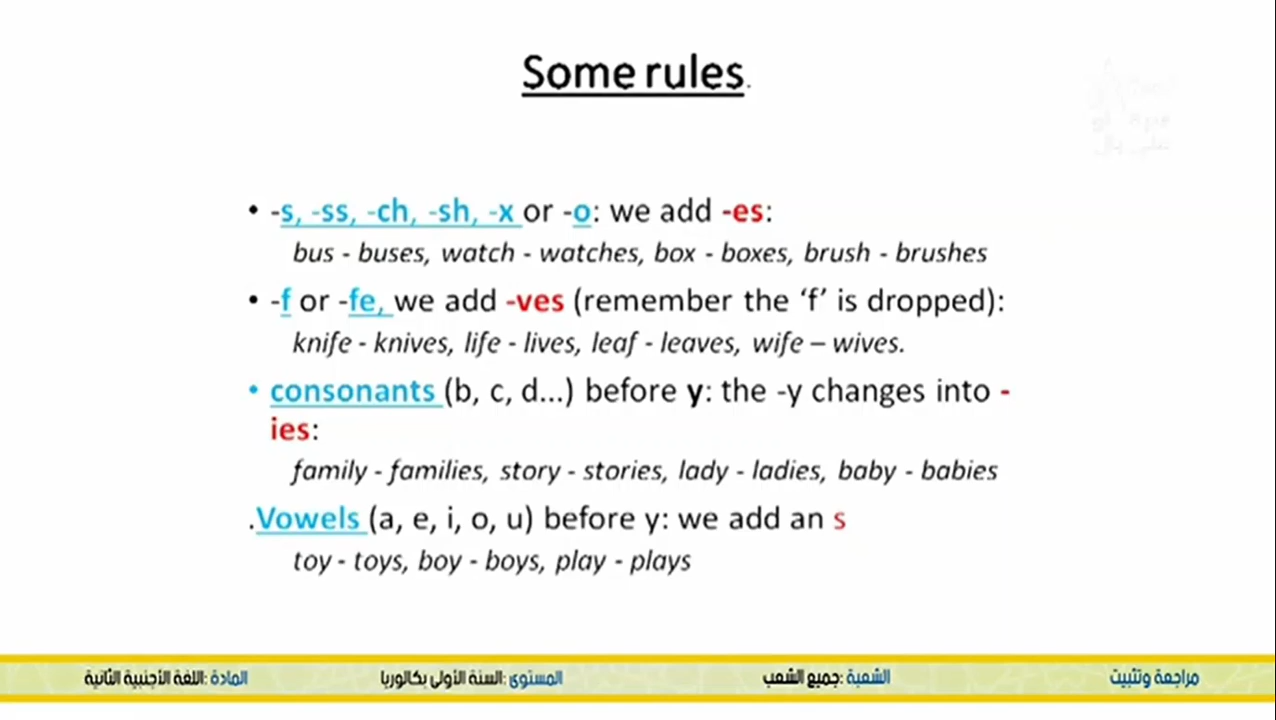 Some rules.
• -s, -ss, -ch, -sh, -x or -o: we add -es:
bus - buses, watch - watches, box - boxes, brush - brushes
• -f or -fe, we add -ves (remember the ‘f’ is dropped):
knife - knives, life - lives, leaf - leaves, wife – wives.
• consonants (b, c, d...) before y: the -y changes into -
ies:
family - families, story - stories, lady - ladies, baby - babies
.Vowels (a, e, i, o, u) before y: we add an s
toy - toys, boy - boys, play - plays
مراجعة وتثبيت الشعبة :جميع الشعب المستوى :السنة الأولى بكالوريا المادة :اللغة الأجنبية الثانية